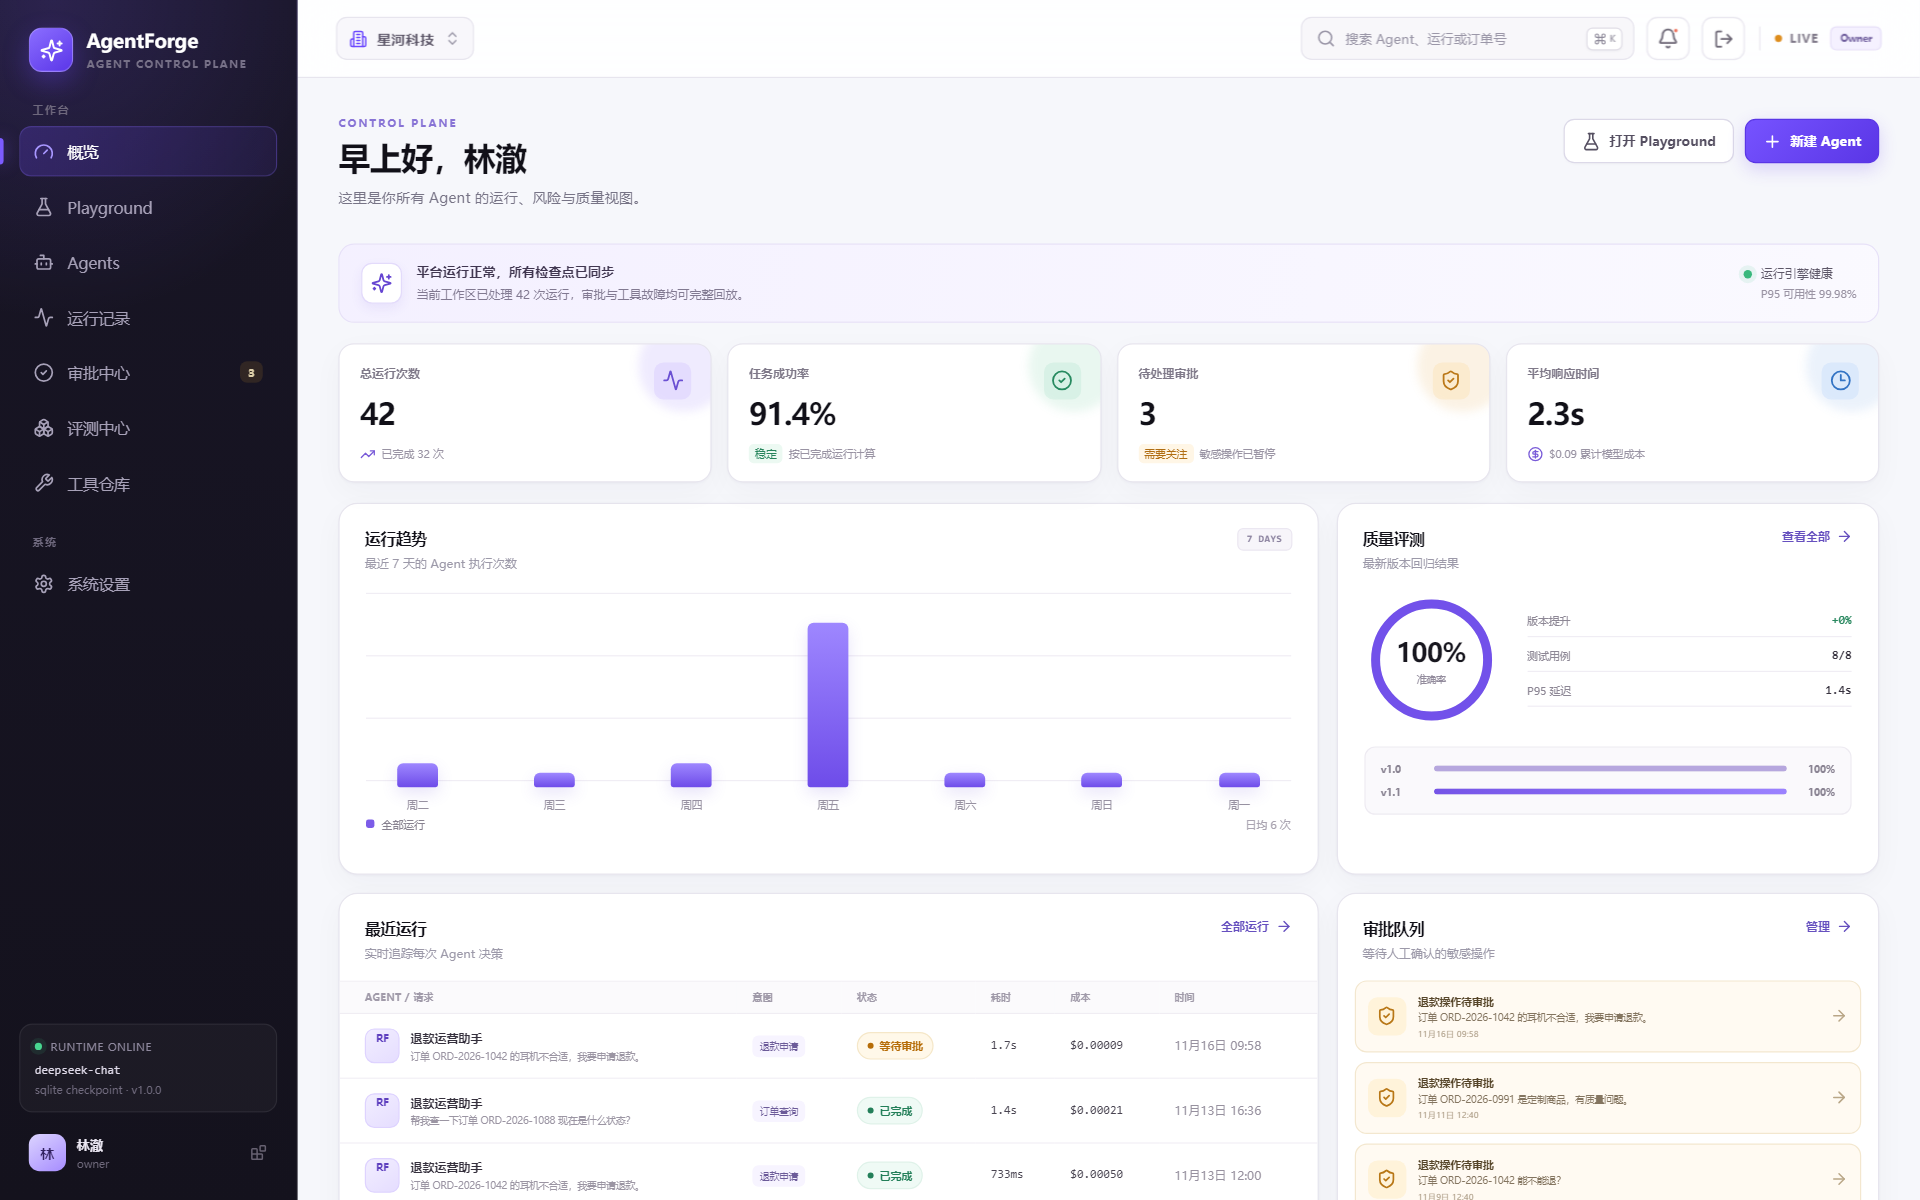 AgentForge
AGENT CONTROL PLANE
工作台
概览
Playground
Agents
运行记录
审批中心
3
评测中心
工具仓库
系统
系统设置
RUNTIME ONLINE
deepseek-chat
sqlite checkpoint · v1.0.0
林
林澈
owner
星河科技
搜索 Agent、运行或订单号
⌘ K
LIVE
Owner
CONTROL PLANE
早上好，林澈
这里是你所有 Agent 的运行、风险与质量视图。
打开 Playground
新建 Agent
平台运行正常，所有检查点已同步
当前工作区已处理 42 次运行，审批与工具故障均可完整回放。
运行引擎健康
P95 可用性 99.98%
总运行次数
42
已完成 32 次
任务成功率
91.4%
稳定 按已完成运行计算
待处理审批
3
需要关注 敏感操作已暂停
平均响应时间
2.3s
$0.09 累计模型成本
运行趋势
最近 7 天的 Agent 执行次数
7 DAYS
周二 周三 周四 周五 周六 周日 周一
全部运行
日均 6 次
质量评测
最新版本回归结果
查看全部
100%
准确率
版本提升 +0%
测试用例 8/8
P95 延迟 1.4s
v1.0 100%
v1.1 100%
最近运行
实时追踪每次 Agent 决策
全部运行
AGENT / 请求 意图 状态 耗时 成本 时间
RF
退款运营助手
订单 ORD-2026-1042 的耳机不合适，我要申请退款。
退款申请 等待审批 1.7s $0.00009 11月16日 09:58
RF
退款运营助手
帮我查一下订单 ORD-2026-1088 现在是什么状态?
订单查询 已完成 1.4s $0.00021 11月13日 16:36
RF
退款运营助手
订单 ORD-2026-1042 的耳机不合适，我要申请退款。
退款申请 已完成 733ms $0.00050 11月13日 12:00
审批队列
等待人工确认的敏感操作
管理
退款操作待审批
订单 ORD-2026-1042 的耳机不合适，我要申请退款。
11月16日 09:58
退款操作待审批
订单 ORD-2026-0991 是定制商品，有质量问题。
11月11日 12:40
退款操作待审批
订单 ORD-2026-1042 能不能退?
11月9日 12:40